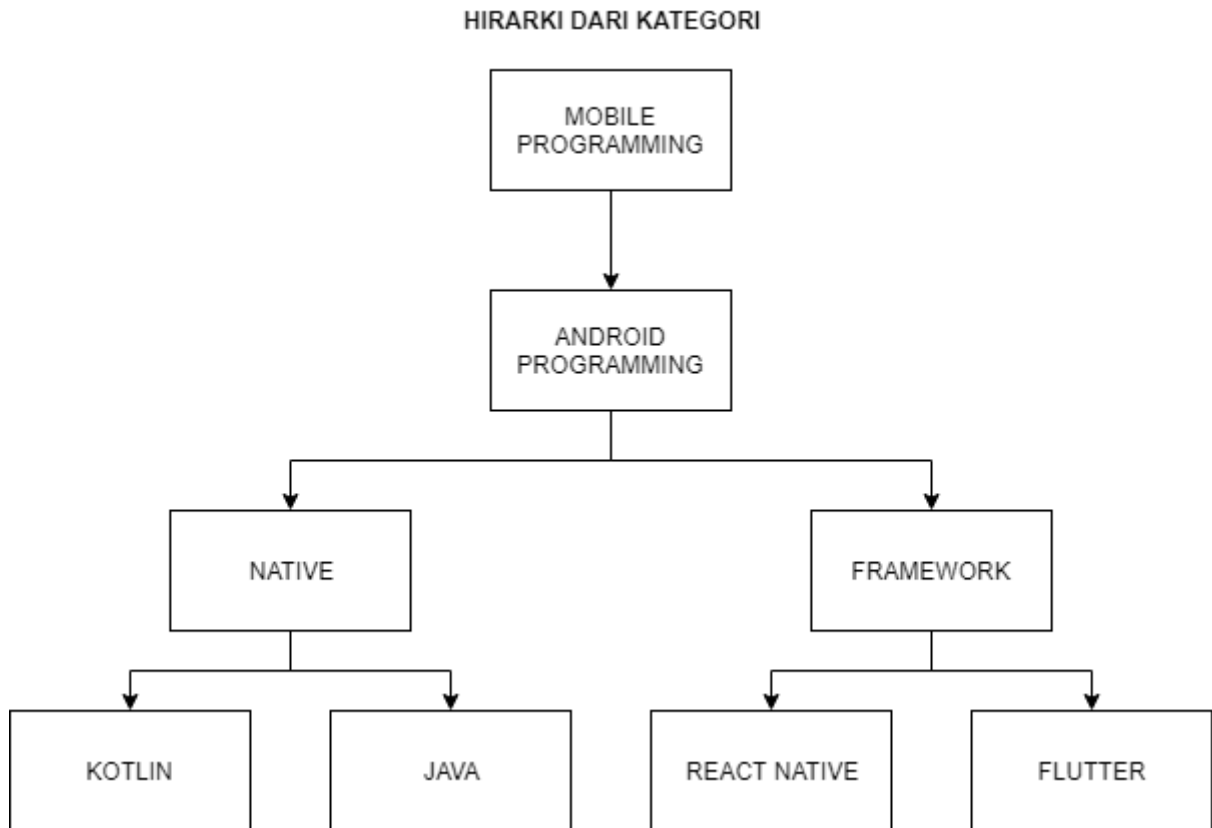 HIRARKI DARI KATEGORI
MOBILE
PROGRAMMING
ANDROID
PROGRAMMING
NATIVE
FRAMEWORK
KOTLIN
JAVA
REACT NATIVE
FLUTTER